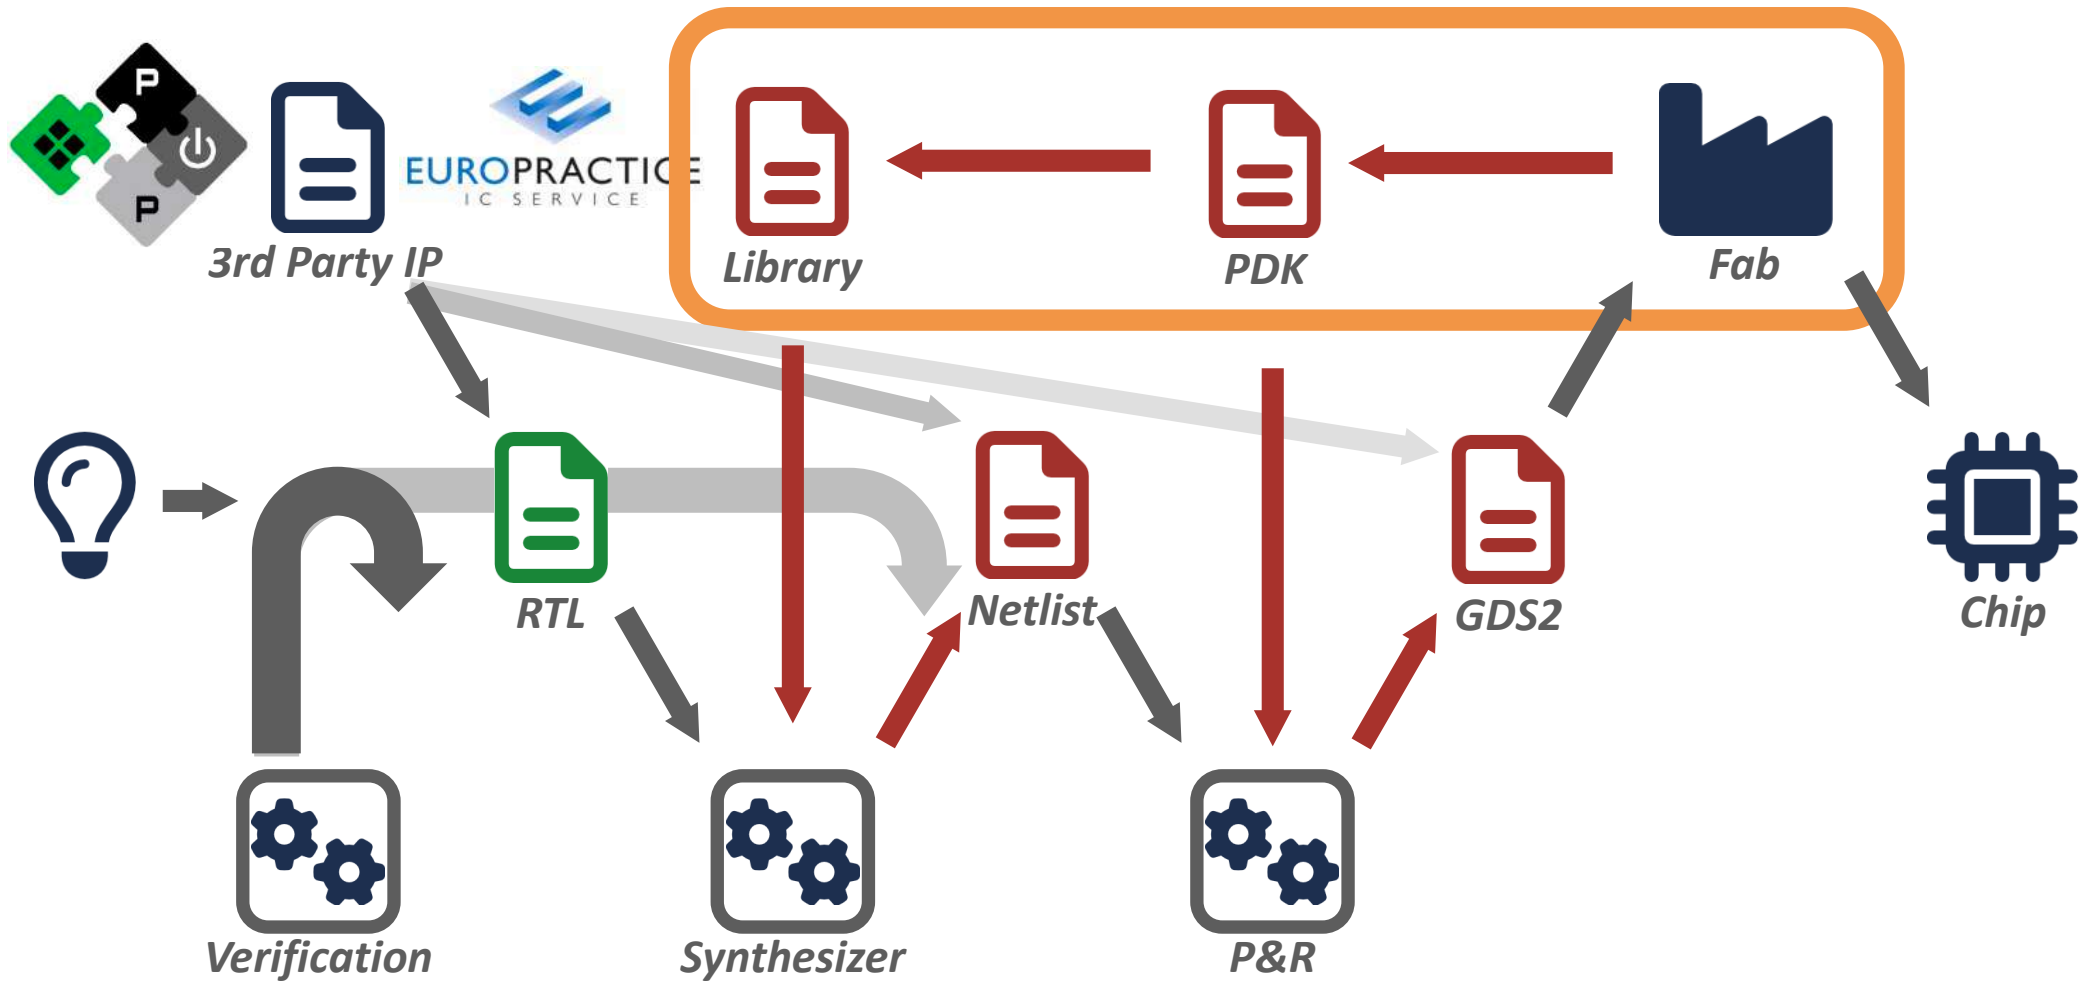 P
P
EUROPRACTICE
IC SERVICE
3rd Party IP
Library
PDK
Fab
RTL
Netlist
GDS2
Chip
Verification
Synthesizer
P&R